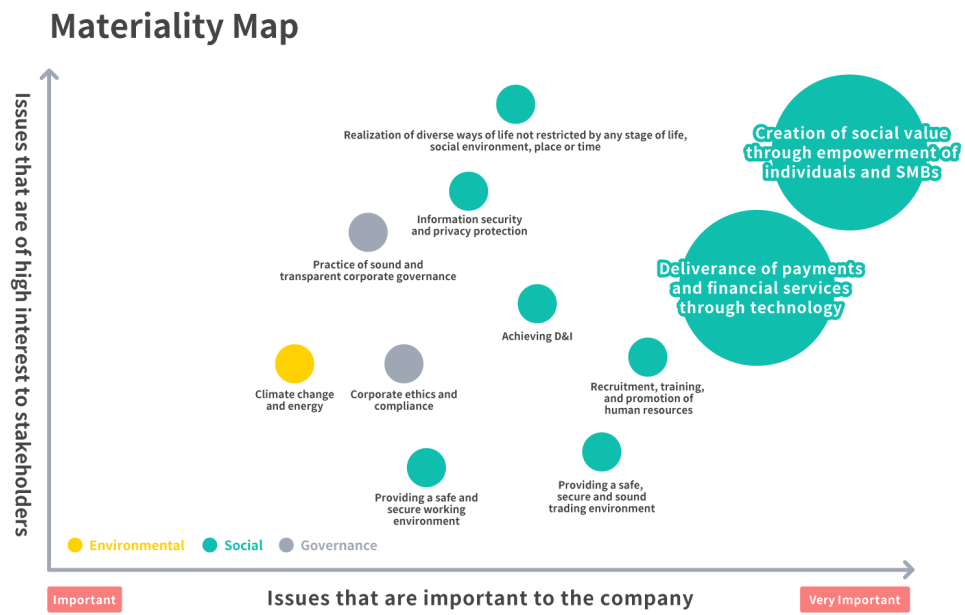 Materiality Map
Issues that are of high interest to stakeholders
Realization of diverse ways of life not restricted by any stage of life,
social environment, place or time
Creation of social value
through empowerment of
individuals and SMBs
Information security
and privacy protection
Practice of sound and
transparent corporate governance
Deliverance of payments
and financial services
through technology
Achieving D&I
Climate change
and energy
Corporate ethics and
compliance
Recruitment, training,
and promotion of
human resources
Providing a safe and
secure working
environment
Providing a safe,
secure and sound
trading environment
Environmental
Social
Governance
Important
Issues that are important to the company
Very Important